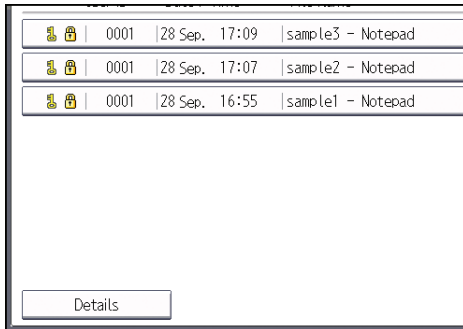 0001 28 Sep. 17:09 sample3 - Notepad
0001 28 Sep. 17:07 sample2 - Notepad
0001 28 Sep. 16:55 sample1 - Notepad
Details